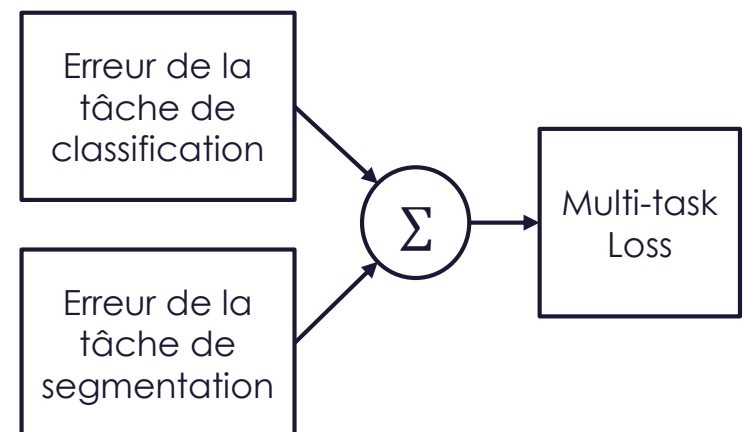 Erreur de la
tâche de
classification
Σ
Multi-task
Loss
Erreur de la
tâche de
segmentation